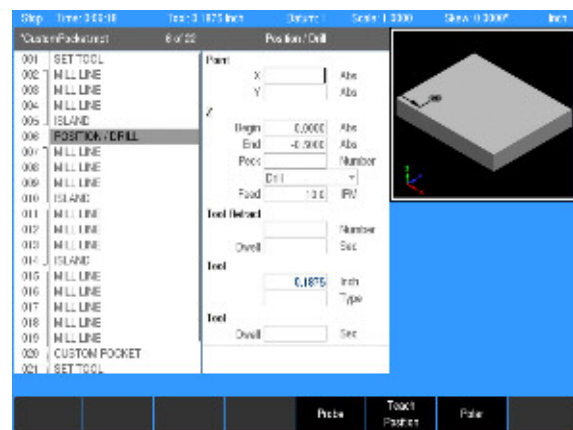 Stop Time: 3:09:18 Tool: 0.1875 Inch Datum: 1 Scale: 1.0000 Skew: 0.0000° Inch
*CustomPocket.mct 6 of 22 Position / Drill
001 SET TOOL
002 MILL LINE
003 MILL LINE
004 MILL LINE
005 ISLAND
006 POSITION / DRILL
007 MILL LINE
008 MILL LINE
009 MILL LINE
010 ISLAND
011 MILL LINE
012 MILL LINE
013 MILL LINE
014 ISLAND
015 MILL LINE
016 MILL LINE
017 MILL LINE
018 MILL LINE
019 MILL LINE
020 CUSTOM POCKET
021 SET TOOL
Point
X Abs
Y Abs
Z
Begin 0.0000 Abs
End -0.5000 Abs
Peck Number
Drill
Feed 10.0 IPM
Tool Retract
Number
Dwell Sec
Tool
0.1875 Inch
Type
Tool
Dwell Sec
Probe Teach Position Polar